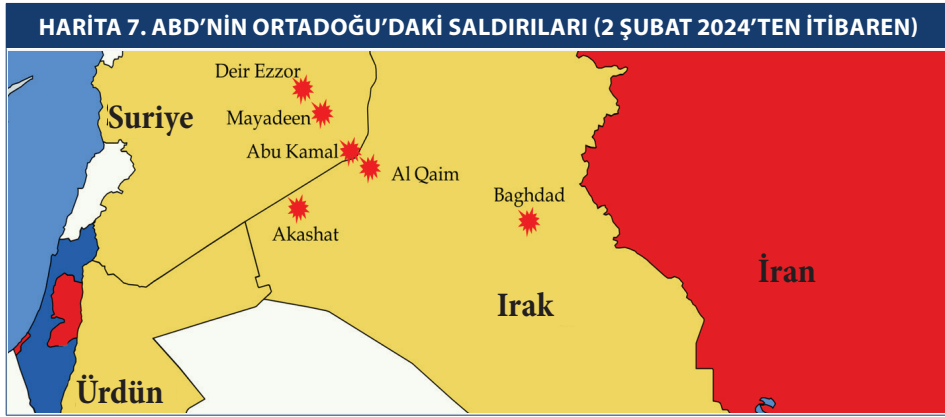 HARİTA 7. ABD’NİN ORTADOĞU’DAKİ SALDIRILARI (2 ŞUBAT 2024’TEN İTİBAREN)
Deir Ezzor
Suriye
Mayadeen
Abu Kamal
Al Qaim
Baghdad
Akashat
İran
Irak
Ürdün